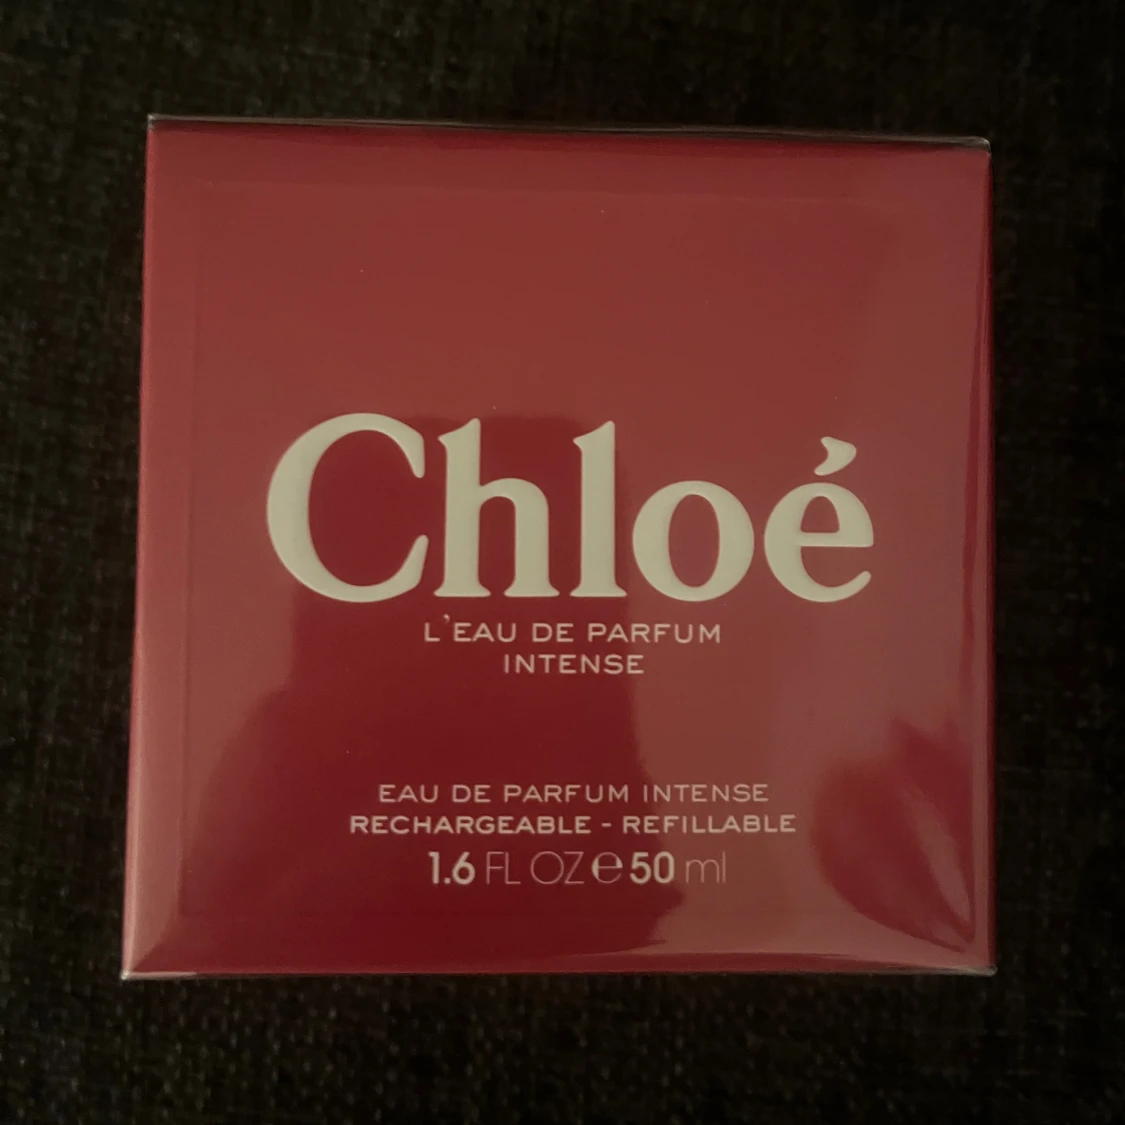 Chloé
L'EAU DE PARFUM
INTENSE
EAU DE PARFUM INTENSE
RECHARGEABLE - REFILLABLE
1.6 FL OZ ℮ 50 ml